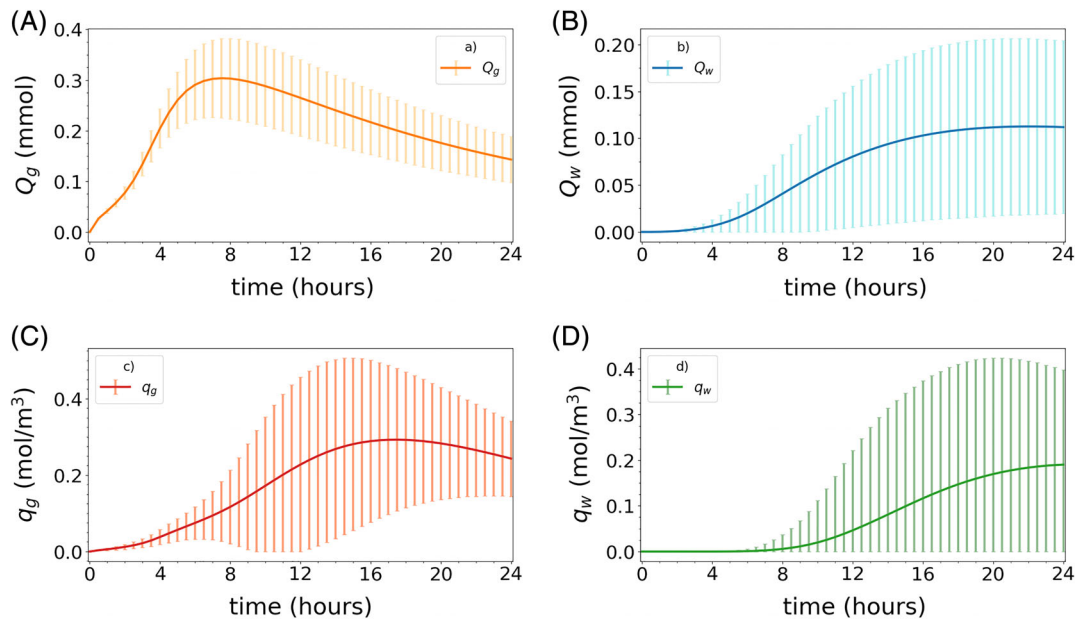 (A)
0.4
0.3
0.2
0.1
0.0
Q_g (mmol)
a)
Q_g
0 4 8 12 16 20 24
time (hours)
(B)
0.20
0.15
0.10
0.05
0.00
Q_w (mmol)
b)
Q_w
0 4 8 12 16 20 24
time (hours)
(C)
0.4
0.2
0.0
q_g (mol/m³)
c)
q_g
0 4 8 12 16 20 24
time (hours)
(D)
0.4
0.3
0.2
0.1
0.0
q_w (mol/m³)
d)
q_w
0 4 8 12 16 20 24
time (hours)